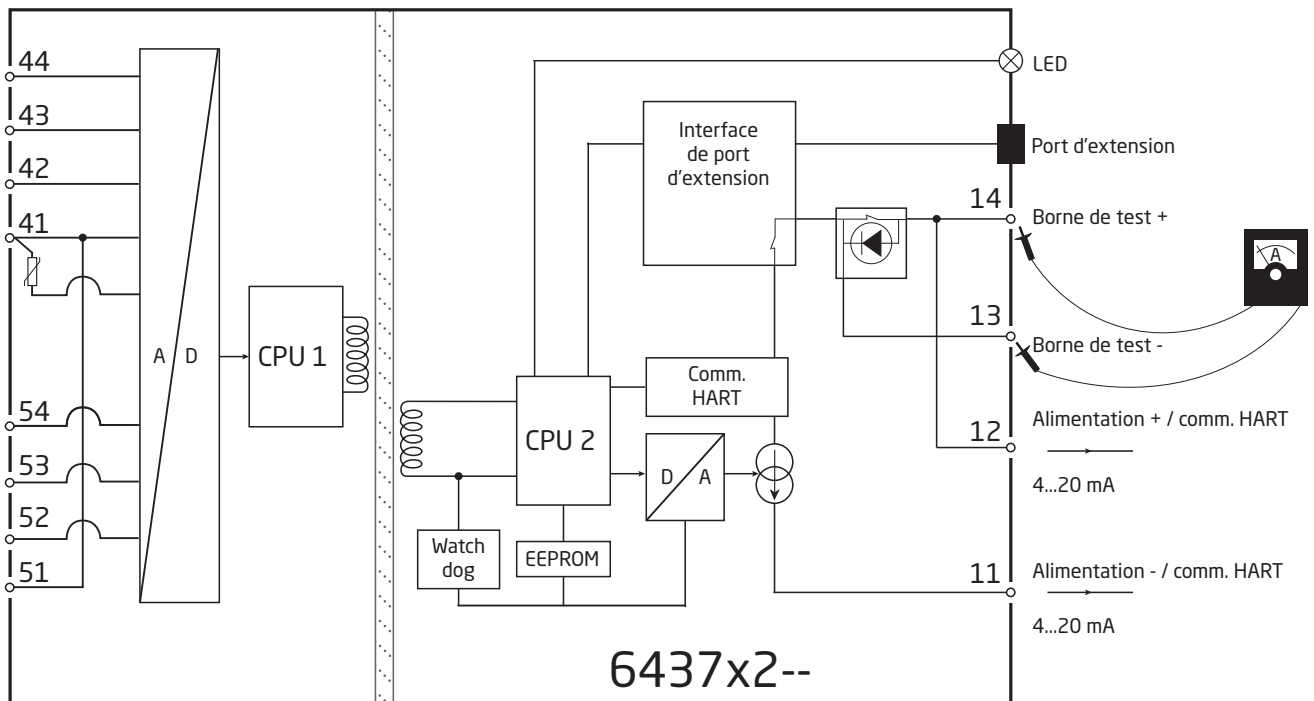 44
43
42
41
54
53
52
51
A
D
CPU 1
CPU 2
Watch
dog
EEPROM
Comm.
HART
D
A
Interface
de port
d'extension
LED
Port d'extension
14
Borne de test +
A
13
Borne de test -
12
Alimentation + / comm. HART
4...20 mA
11
Alimentation - / comm. HART
4...20 mA
6437x2--